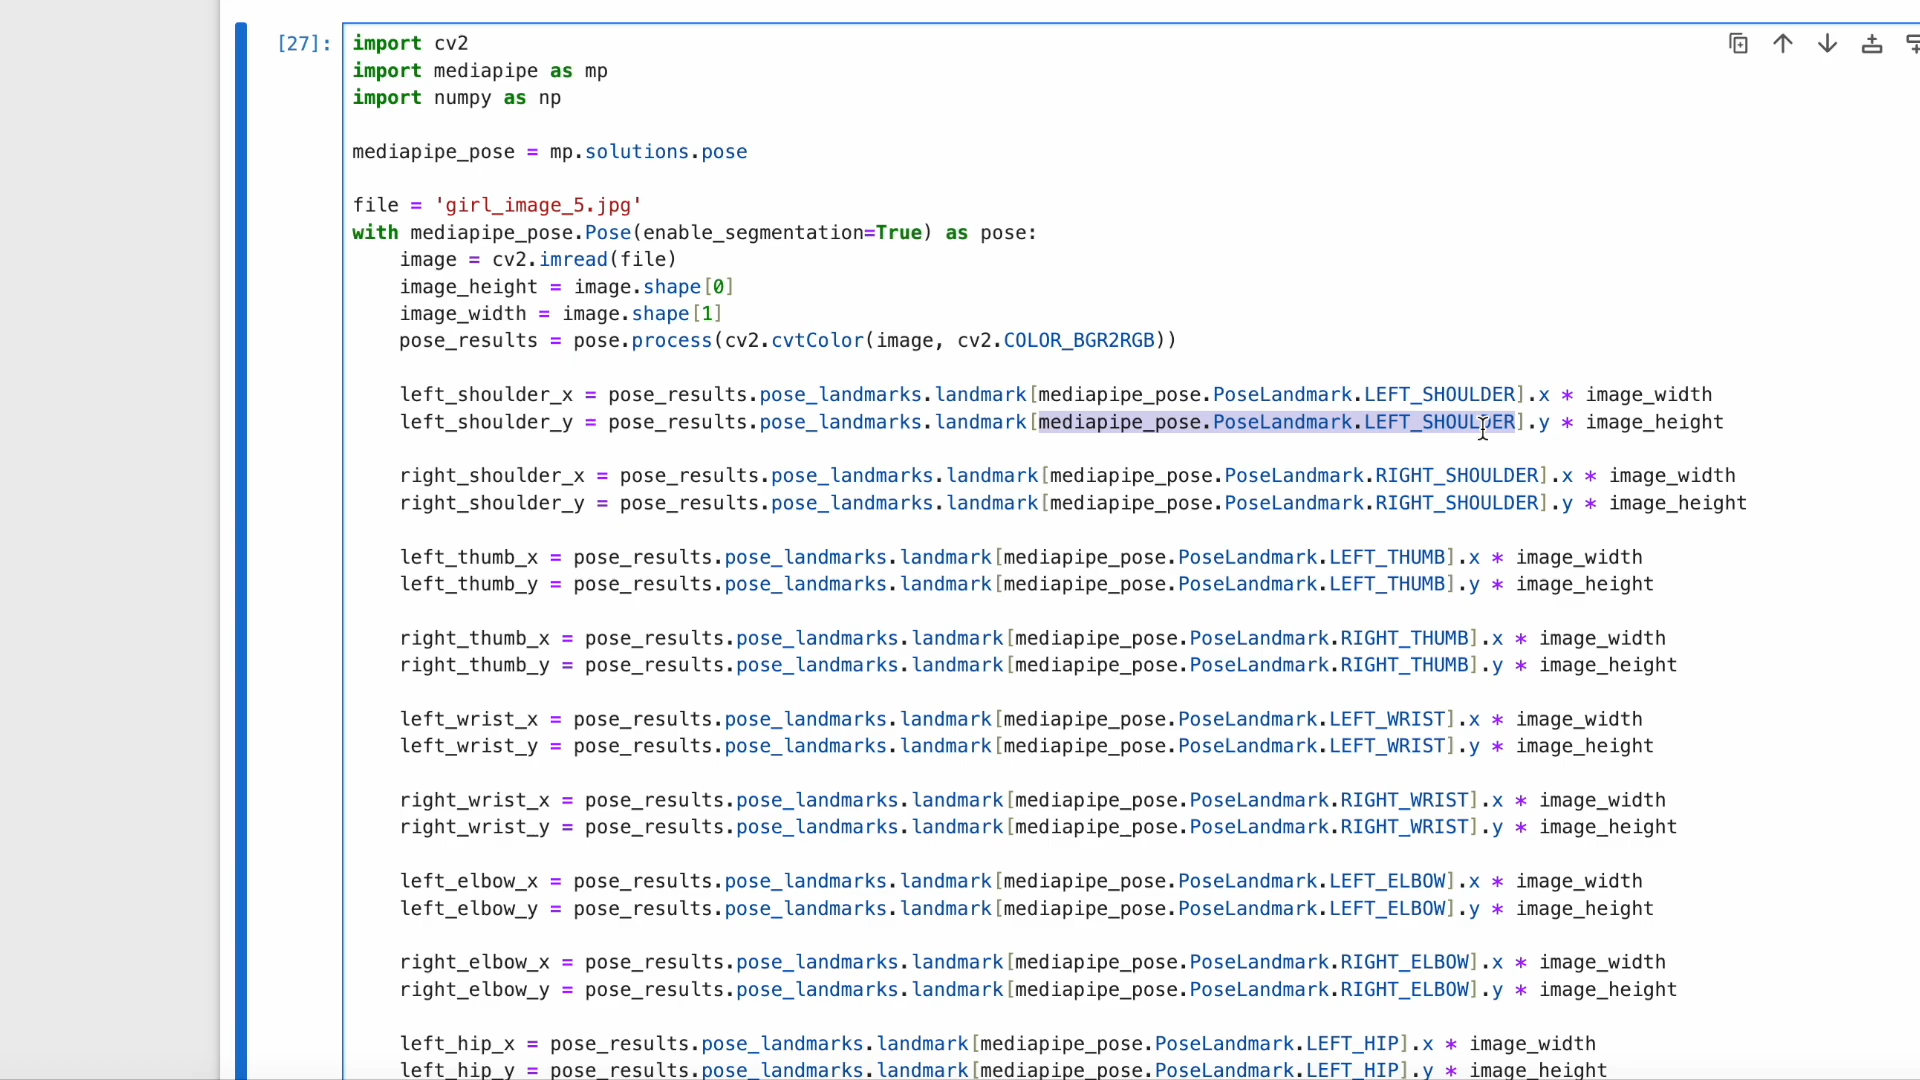 [27]:
import cv2
import mediapipe as mp
import numpy as np
mediapipe_pose = mp.solutions.pose
file = 'girl_image_5.jpg'
with mediapipe_pose.Pose(enable_segmentation=True) as pose:
    image = cv2.imread(file)
    image_height = image.shape[0]
    image_width = image.shape[1]
    pose_results = pose.process(cv2.cvtColor(image, cv2.COLOR_BGR2RGB))
    left_shoulder_x = pose_results.pose_landmarks.landmark[mediapipe_pose.PoseLandmark.LEFT_SHOULDER].x * image_width
    left_shoulder_y = pose_results.pose_landmarks.landmark[mediapipe_pose.PoseLandmark.LEFT_SHOULDER].y * image_height
    right_shoulder_x = pose_results.pose_landmarks.landmark[mediapipe_pose.PoseLandmark.RIGHT_SHOULDER].x * image_width
    right_shoulder_y = pose_results.pose_landmarks.landmark[mediapipe_pose.PoseLandmark.RIGHT_SHOULDER].y * image_height
    left_thumb_x = pose_results.pose_landmarks.landmark[mediapipe_pose.PoseLandmark.LEFT_THUMB].x * image_width
    left_thumb_y = pose_results.pose_landmarks.landmark[mediapipe_pose.PoseLandmark.LEFT_THUMB].y * image_height
    right_thumb_x = pose_results.pose_landmarks.landmark[mediapipe_pose.PoseLandmark.RIGHT_THUMB].x * image_width
    right_thumb_y = pose_results.pose_landmarks.landmark[mediapipe_pose.PoseLandmark.RIGHT_THUMB].y * image_height
    left_wrist_x = pose_results.pose_landmarks.landmark[mediapipe_pose.PoseLandmark.LEFT_WRIST].x * image_width
    left_wrist_y = pose_results.pose_landmarks.landmark[mediapipe_pose.PoseLandmark.LEFT_WRIST].y * image_height
    right_wrist_x = pose_results.pose_landmarks.landmark[mediapipe_pose.PoseLandmark.RIGHT_WRIST].x * image_width
    right_wrist_y = pose_results.pose_landmarks.landmark[mediapipe_pose.PoseLandmark.RIGHT_WRIST].y * image_height
    left_elbow_x = pose_results.pose_landmarks.landmark[mediapipe_pose.PoseLandmark.LEFT_ELBOW].x * image_width
    left_elbow_y = pose_results.pose_landmarks.landmark[mediapipe_pose.PoseLandmark.LEFT_ELBOW].y * image_height
    right_elbow_x = pose_results.pose_landmarks.landmark[mediapipe_pose.PoseLandmark.RIGHT_ELBOW].x * image_width
    right_elbow_y = pose_results.pose_landmarks.landmark[mediapipe_pose.PoseLandmark.RIGHT_ELBOW].y * image_height
    left_hip_x = pose_results.pose_landmarks.landmark[mediapipe_pose.PoseLandmark.LEFT_HIP].x * image_width
    left_hip_y = pose_results.pose_landmarks.landmark[mediapipe_pose.PoseLandmark.LEFT_HIP].y * image_height